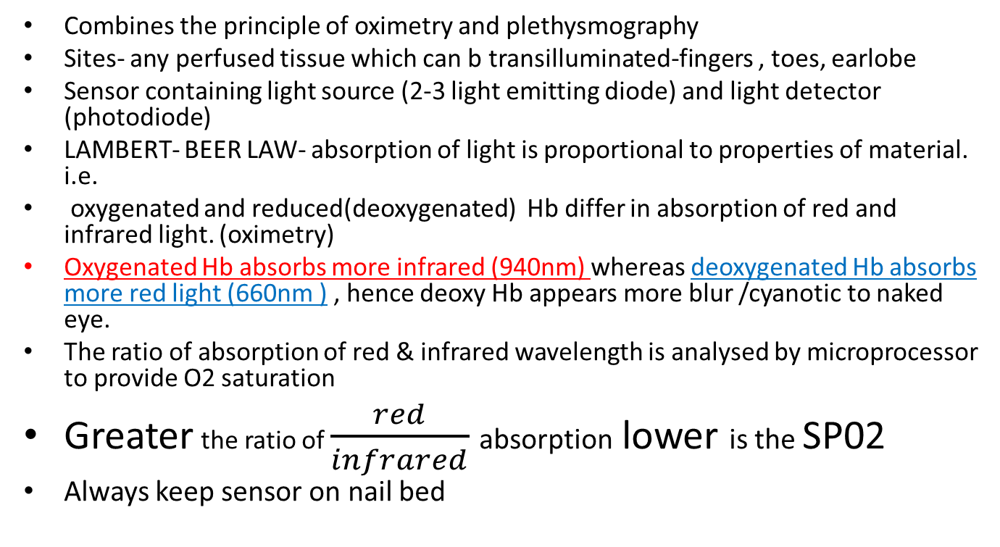 • Combines the principle of oximetry and plethysmography
• Sites- any perfused tissue which can b transilluminated-fingers , toes, earlobe
• Sensor containing light source (2-3 light emitting diode) and light detector
(photodiode)
• LAMBERT- BEER LAW- absorption of light is proportional to properties of material.
i.e.
• oxygenated and reduced(deoxygenated) Hb differ in absorption of red and
infrared light. (oximetry)
• Oxygenated Hb absorbs more infrared (940nm) whereas deoxygenated Hb absorbs
more red light (660nm ) , hence deoxy Hb appears more blur /cyanotic to naked
eye.
• The ratio of absorption of red & infrared wavelength is analysed by microprocessor
to provide O2 saturation
• Greater the ratio of red/infrared absorption lower is the SP02
• Always keep sensor on nail bed